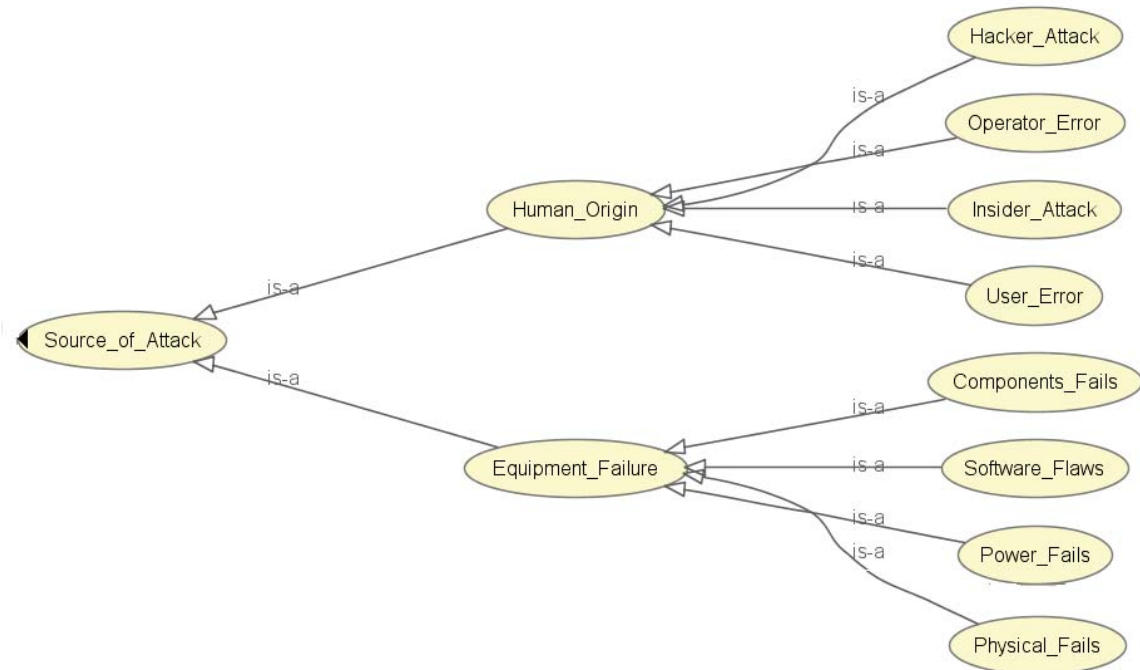 Hacker_Attack
is-a
Operator_Error
is-a
Human_Origin
is-a
Insider_Attack
is-a
User_Error
is-a
Source_of_Attack
is-a
Components_Fails
is-a
Equipment_Failure
is-a
Software_Flaws
is-a
Power_Fails
is-a
Physical_Fails